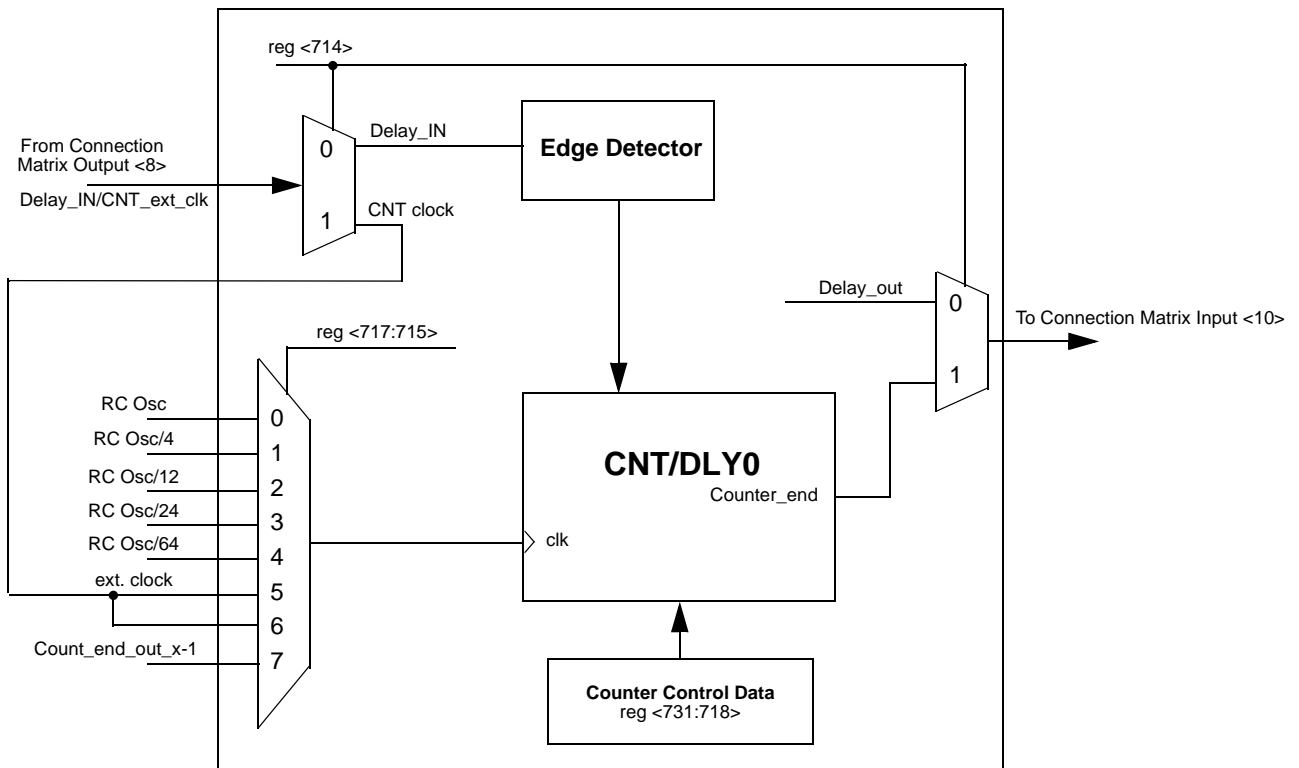 reg <714>
From Connection
Matrix Output <8>
Delay_IN/CNT_ext_clk
0
1
Delay_IN
CNT clock
Edge Detector
Delay_out
0
1
To Connection Matrix Input <10>
reg <717:715>
RC Osc
RC Osc/4
RC Osc/12
RC Osc/24
RC Osc/64
ext. clock
Count_end_out_x-1
0
1
2
3
4
5
6
7
CNT/DLY0
Counter_end
clk
Counter Control Data
reg <731:718>